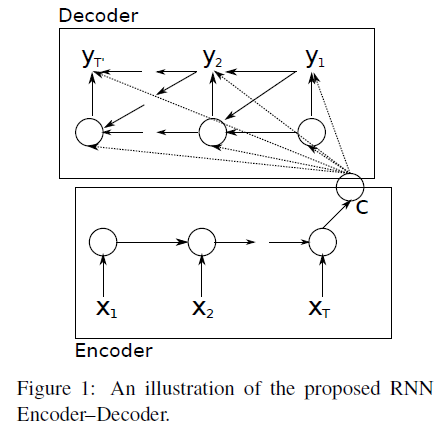 Decoder
yT' y2 y1
c
x1 x2 xT
Encoder
Figure 1: An illustration of the proposed RNN
Encoder–Decoder.